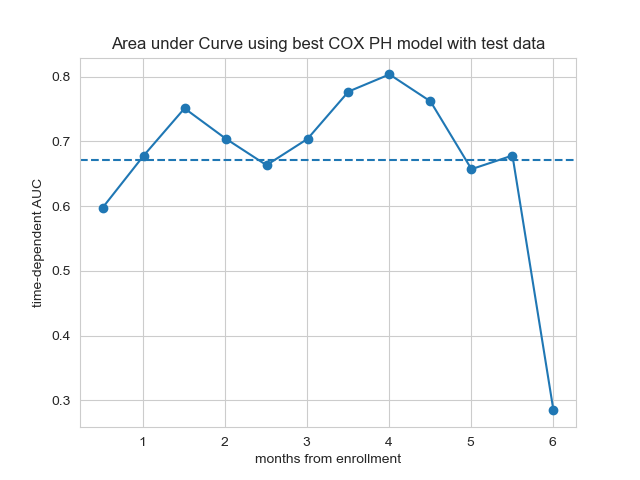 Area under Curve using best COX PH model with test data
time-dependent AUC
0.8
0.7
0.6
0.5
0.4
0.3
1 2 3 4 5 6
months from enrollment